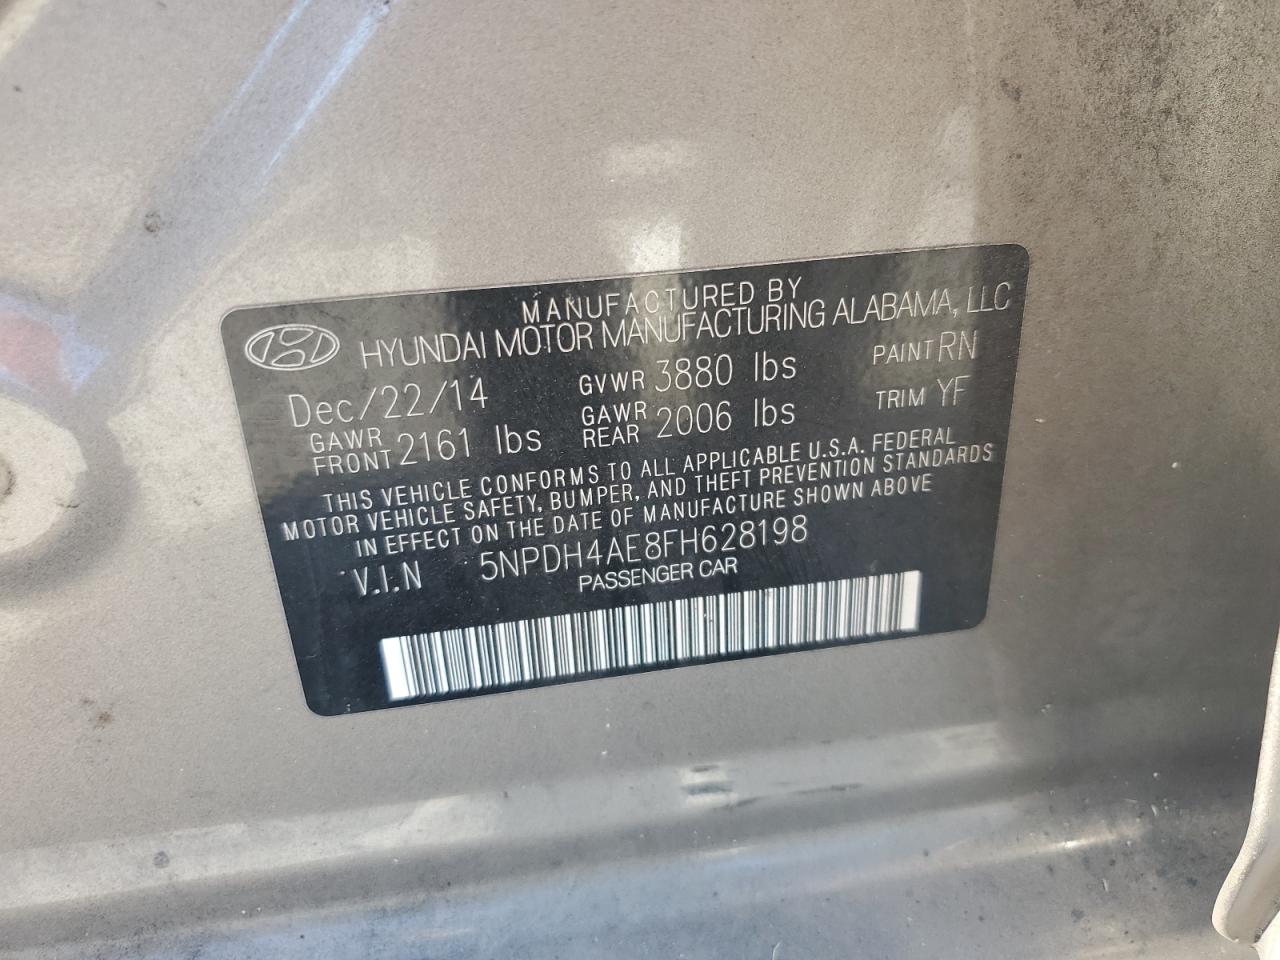 MANUFACTURED BY
HYUNDAI MOTOR MANUFACTURING ALABAMA, LLC
Dec/22/14 GVWR 3880 lbs PAINT RN
GAWR FRONT 2161 lbs GAWR REAR 2006 lbs TRIM YF
THIS VEHICLE CONFORMS TO ALL APPLICABLE U.S.A. FEDERAL
MOTOR VEHICLE SAFETY, BUMPER, AND THEFT PREVENTION STANDARDS
IN EFFECT ON THE DATE OF MANUFACTURE SHOWN ABOVE
V.I.N 5NPDH4AE8FH628198
PASSENGER CAR